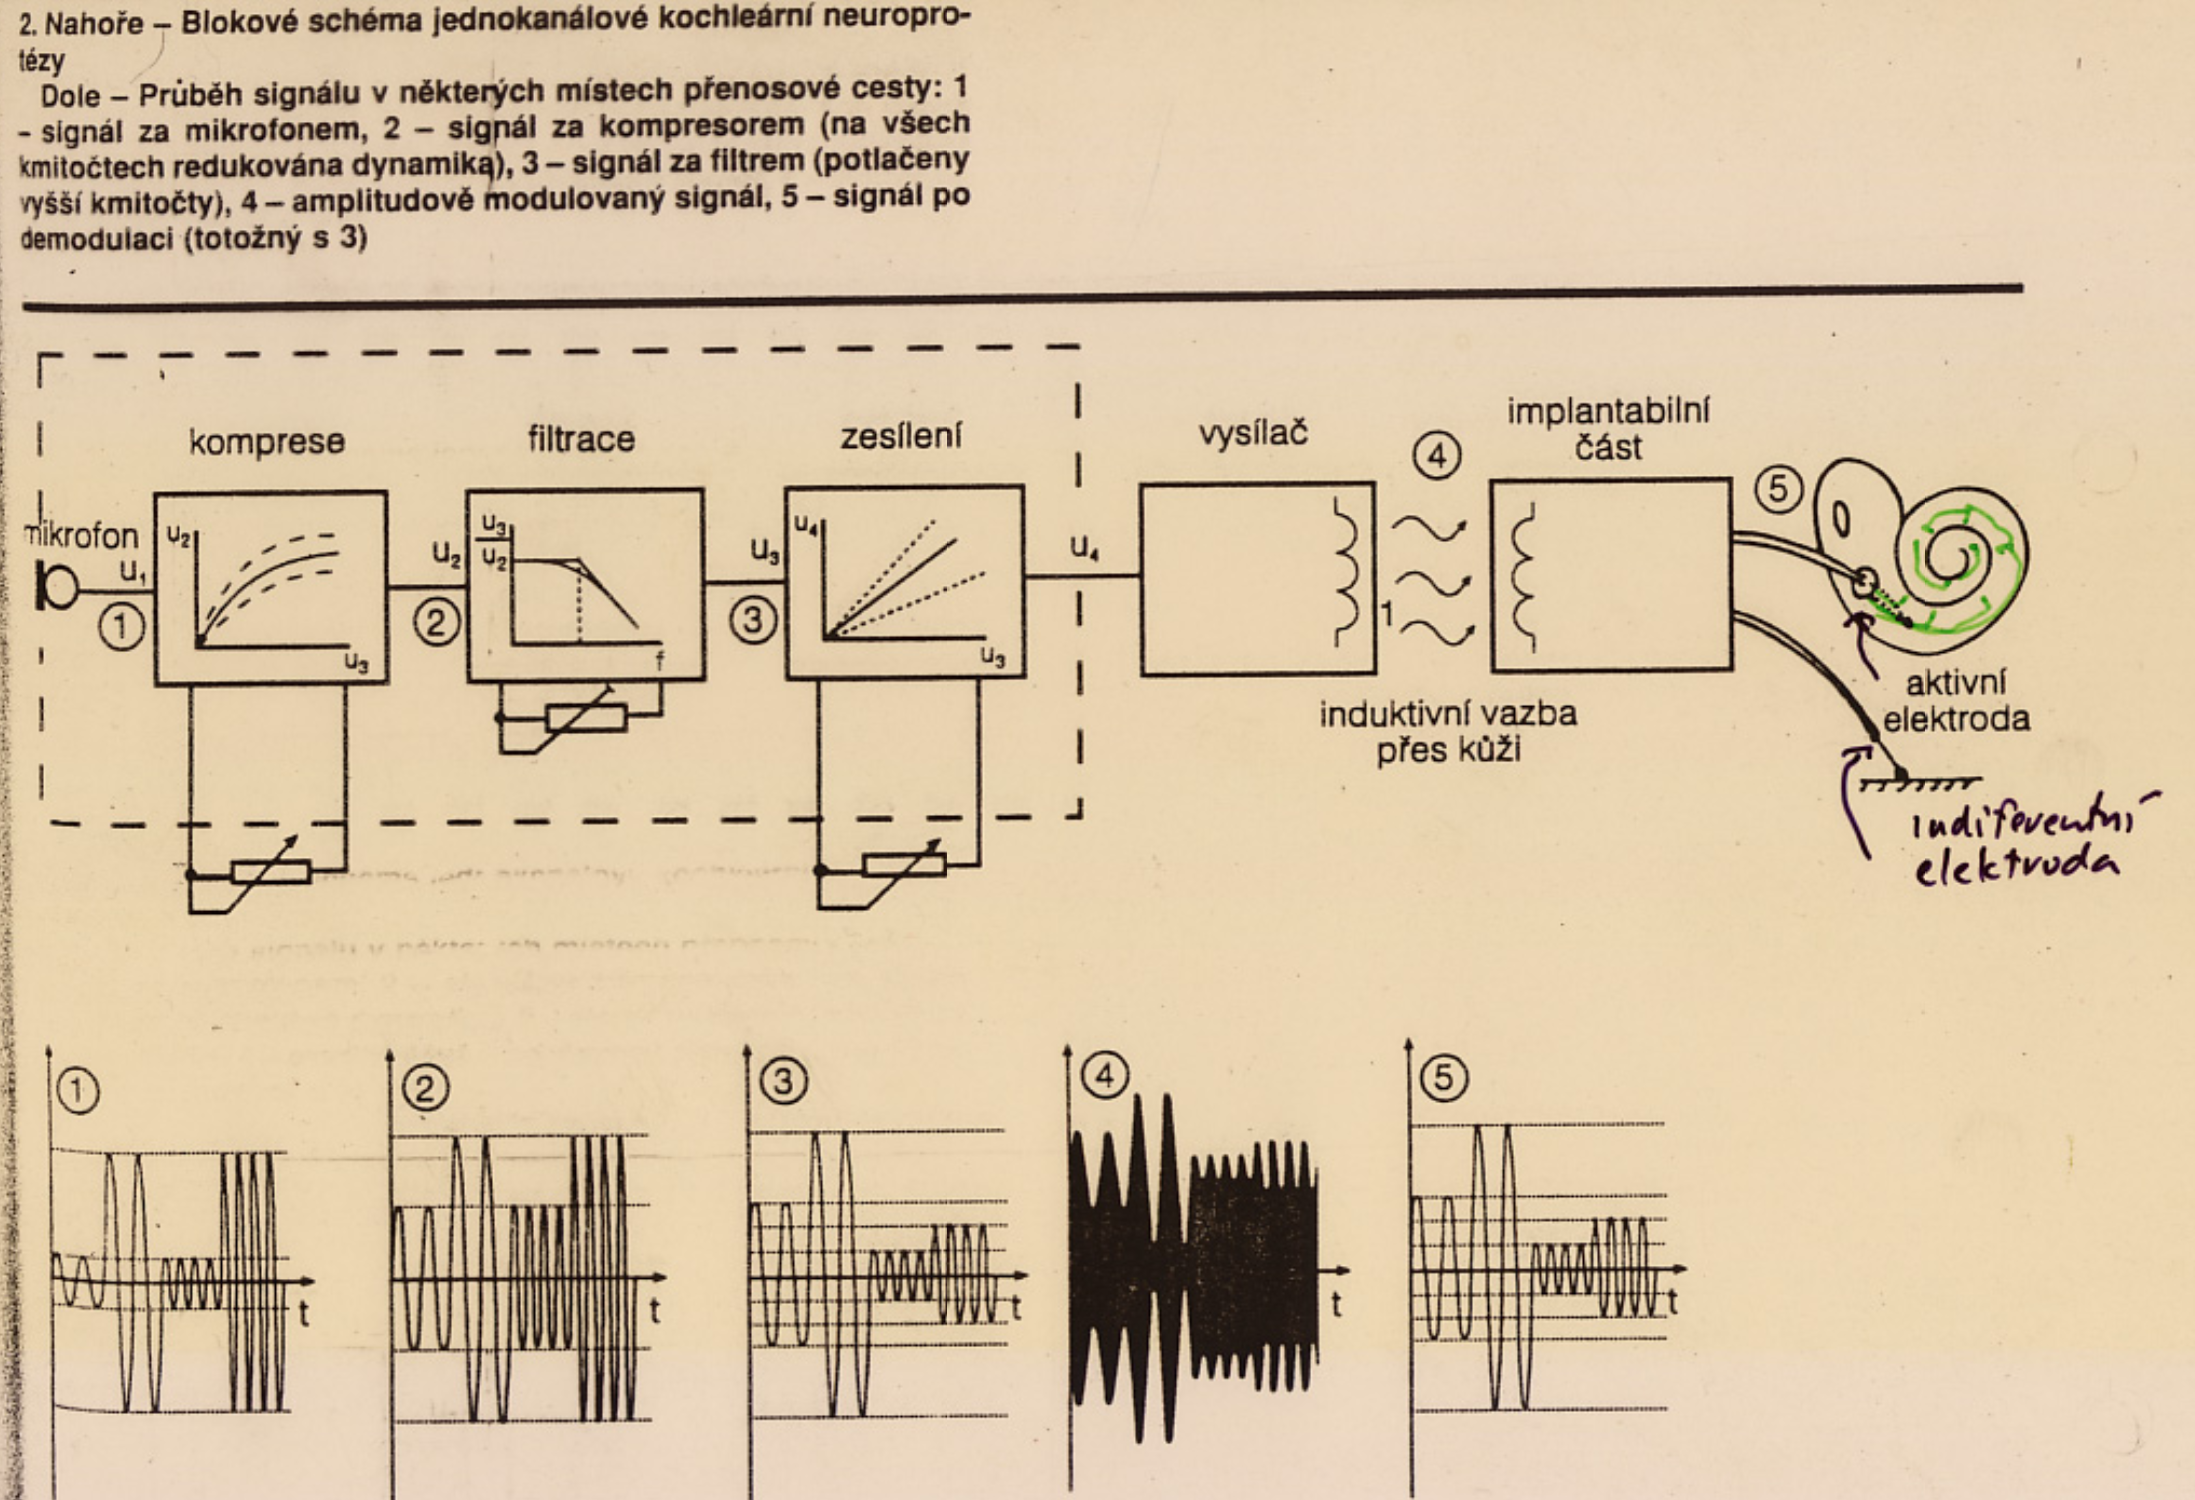 2. Nahoře – Blokové schéma jednokanálové kochleární neuropro-
tézy
Dole – Průběh signálu v některých místech přenosové cesty: 1
- signál za mikrofonem, 2 – signál za kompresorem (na všech
kmitočtech redukována dynamika), 3 – signál za filtrem (potlačeny
vyšší kmitočty), 4 – amplitudově modulovaný signál, 5 – signál po
demodulaci (totožný s 3)
komprese
filtrace
zesílení
vysílač
4
implantabilní
část
5
mikrofon
u₁
1
u₂
u₃
u₂
2
u₃
u₂
f
u₃
3
u₄
u₃
u₄
1
induktivní vazba
přes kůži
aktivní
elektroda
Indiferentní
elektroda
1
t
2
t
3
t
4
t
5
t